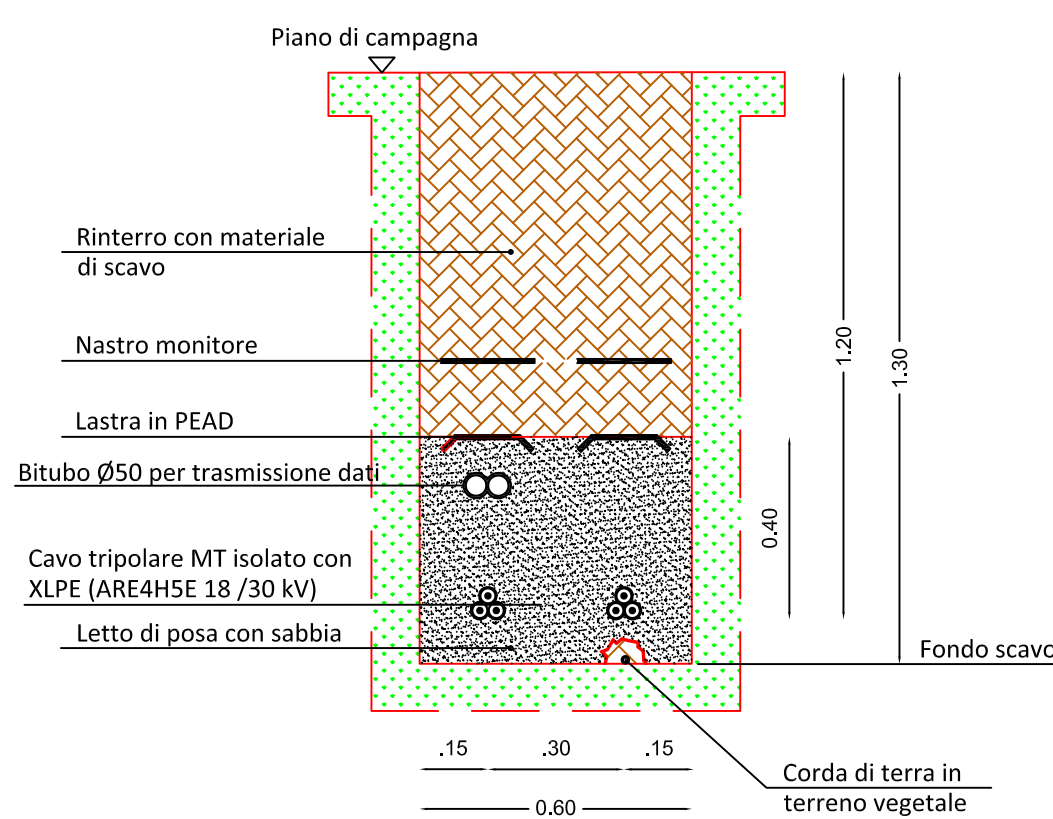 Piano di campagna
Rinterro con materiale
di scavo
Nastro monitore
1.20
1.30
Lastra in PEAD
Bitubo Ø50 per trasmissione dati
0.40
Cavo tripolare MT isolato con
XLPE (ARE4H5E 18 /30 kV)
Letto di posa con sabbia
Fondo scavo
.15
.30
.15
Corda di terra in
terreno vegetale
0.60